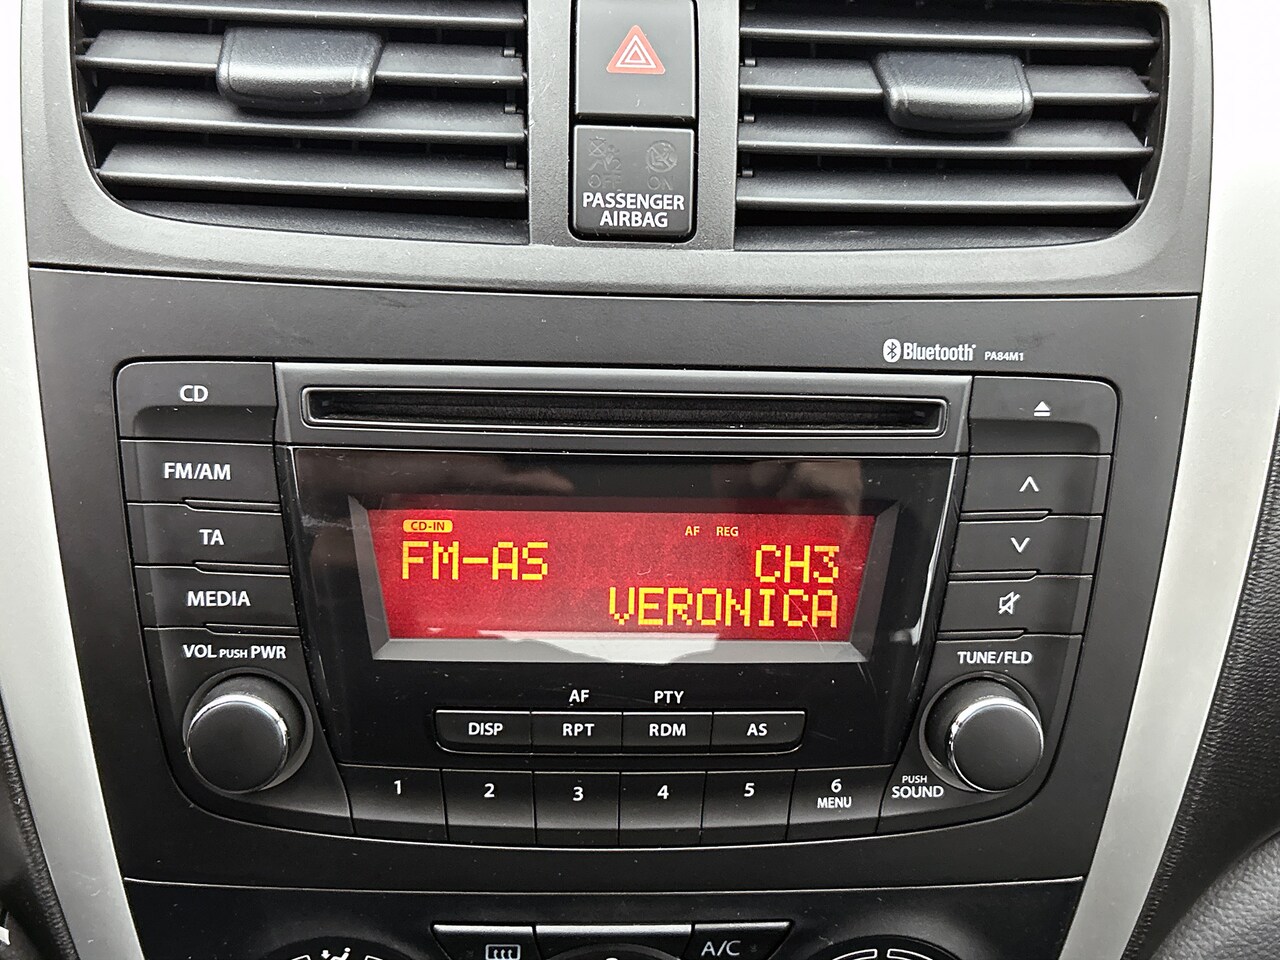 OFF ON
PASSENGER
AIRBAG
Bluetooth® PA84M1
CD
FM/AM
TA
MEDIA
VOL PUSH PWR
CD-IN AF REG
FM-AS CH3
VERONICA
TUNE/FLD
AF PTY
DISP RPT RDM AS
1 2 3 4 5 6
MENU
PUSH
SOUND
A/C